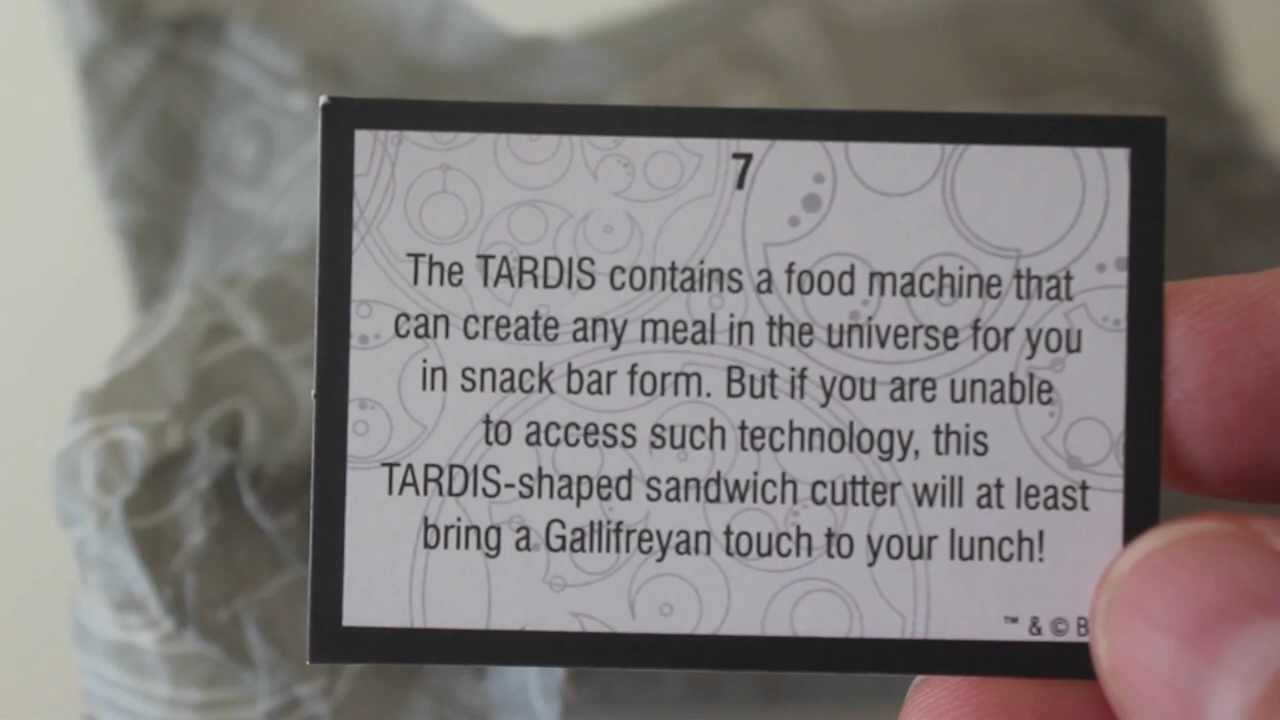 7
The TARDIS contains a food machine that
can create any meal in the universe for you
in snack bar form. But if you are unable
to access such technology, this
TARDIS-shaped sandwich cutter will at least
bring a Gallifreyan touch to your lunch!
™ & © B